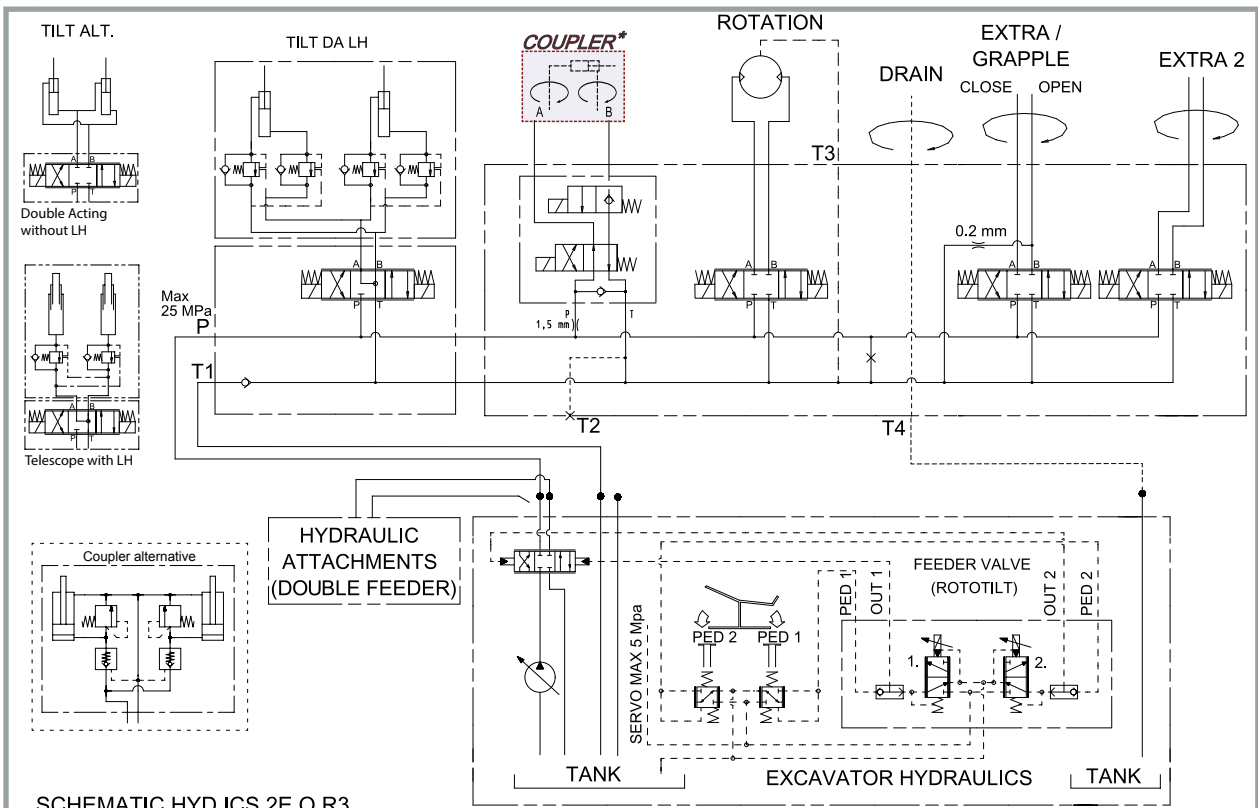 TILT ALT.
A B
P T
Double Acting
without LH
A B
P T
Telescope with LH
TILT DA LH
A B
P T
Max
25 MPa
P
T1
COUPLER*
A B
P T
1,5 mm
T2
ROTATION
A B
P T
T3
DRAIN
T4
EXTRA /
GRAPPLE
CLOSE OPEN
0.2 mm
A B
P T
EXTRA 2
A B
P T
HYDRAULIC
ATTACHMENTS
(DOUBLE FEEDER)
Coupler alternative
SERVO MAX 5 Mpa
PED 2 PED 1
PED 1
OUT 1
FEEDER VALVE
(ROTOTILT)
OUT 2
PED 2
1. 2.
TANK
EXCAVATOR HYDRAULICS
TANK